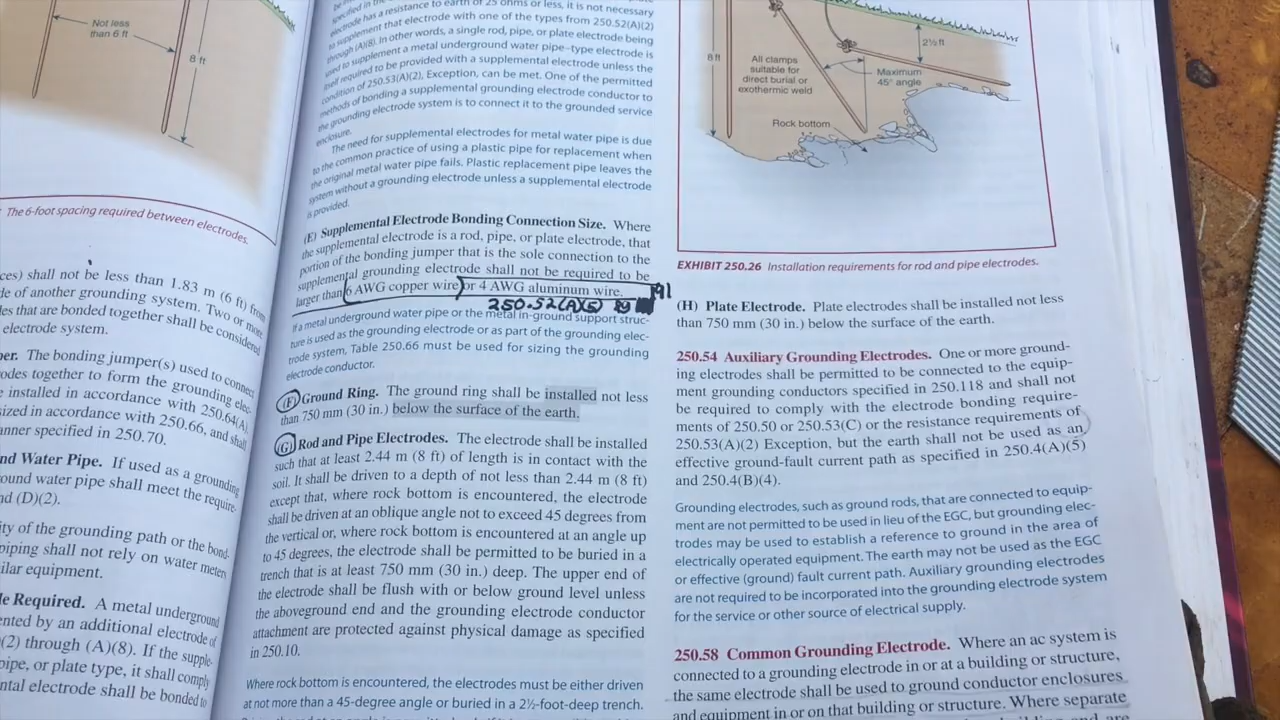 Not less
than 6 ft
8 ft
The 6-foot spacing required between electrodes.
ces) shall not be less than 1.83 m (6 ft) from
de of another grounding system. Two or more
les that are bonded together shall be considered
electrode system.
er. The bonding jumper(s) used to connect
odes together to form the grounding elec-
e installed in accordance with 250.64(A),
sized in accordance with 250.66, and shall
anner specified in 250.70.
nd Water Pipe. If used as a grounding
ound water pipe shall meet the require-
nd (D)(2).
ity of the grounding path or the bond-
piping shall not rely on water meters
ilar equipment.
le Required. A metal underground
ented by an additional electrode of
(2) through (A)(8). If the supple-
pipe, or plate type, it shall comply
ntal electrode shall be bonded to
specified in the
electrode has a resistance to earth of 25 ohms or less, it is not necessary
to supplement that electrode with one of the types from 250.52(A)(2)
through (A)(8). In other words, a single rod, pipe, or plate electrode being
used to supplement a metal underground water pipe–type electrode is
itself required to be provided with a supplemental electrode unless the
condition of 250.53(A)(2), Exception, can be met. One of the permitted
methods of bonding a supplemental grounding electrode conductor to
the grounding electrode system is to connect it to the grounded service
enclosure.
The need for supplemental electrodes for metal water pipe is due
to the common practice of using a plastic pipe for replacement when
the original metal water pipe fails. Plastic replacement pipe leaves the
system without a grounding electrode unless a supplemental electrode
is provided.
(E) Supplemental Electrode Bonding Connection Size. Where
the supplemental electrode is a rod, pipe, or plate electrode, that
portion of the bonding jumper that is the sole connection to the
supplemental grounding electrode shall not be required to be
larger than 6 AWG copper wire or 4 AWG aluminum wire.
250.52(A)(5)
If a metal underground water pipe or the metal in-ground support struc-
ture is used as the grounding electrode or as part of the grounding elec-
trode system, Table 250.66 must be used for sizing the grounding
electrode conductor.
(F) Ground Ring. The ground ring shall be installed not less
than 750 mm (30 in.) below the surface of the earth.
(G) Rod and Pipe Electrodes. The electrode shall be installed
such that at least 2.44 m (8 ft) of length is in contact with the
soil. It shall be driven to a depth of not less than 2.44 m (8 ft)
except that, where rock bottom is encountered, the electrode
shall be driven at an oblique angle not to exceed 45 degrees from
the vertical or, where rock bottom is encountered at an angle up
to 45 degrees, the electrode shall be permitted to be buried in a
trench that is at least 750 mm (30 in.) deep. The upper end of
the electrode shall be flush with or below ground level unless
the aboveground end and the grounding electrode conductor
attachment are protected against physical damage as specified
in 250.10.
Where rock bottom is encountered, the electrodes must be either driven
at not more than a 45-degree angle or buried in a 2½-foot-deep trench.
8 ft
All clamps
suitable for
direct burial or
exothermic weld
2½ ft
Maximum
45° angle
Rock bottom
EXHIBIT 250.26 Installation requirements for rod and pipe electrodes.
(H) Plate Electrode. Plate electrodes shall be installed not less
than 750 mm (30 in.) below the surface of the earth.
250.54 Auxiliary Grounding Electrodes. One or more ground-
ing electrodes shall be permitted to be connected to the equip-
ment grounding conductors specified in 250.118 and shall not
be required to comply with the electrode bonding require-
ments of 250.50 or 250.53(C) or the resistance requirements of
250.53(A)(2) Exception, but the earth shall not be used as an
effective ground-fault current path as specified in 250.4(A)(5)
and 250.4(B)(4).
Grounding electrodes, such as ground rods, that are connected to equip-
ment are not permitted to be used in lieu of the EGC, but grounding elec-
trodes may be used to establish a reference to ground in the area of
electrically operated equipment. The earth may not be used as the EGC
or effective (ground) fault current path. Auxiliary grounding electrodes
are not required to be incorporated into the grounding electrode system
for the service or other source of electrical supply.
250.58 Common Grounding Electrode. Where an ac system is
connected to a grounding electrode in or at a building or structure,
the same electrode shall be used to ground conductor enclosures
and equipment in or on that building or structure. Where separate